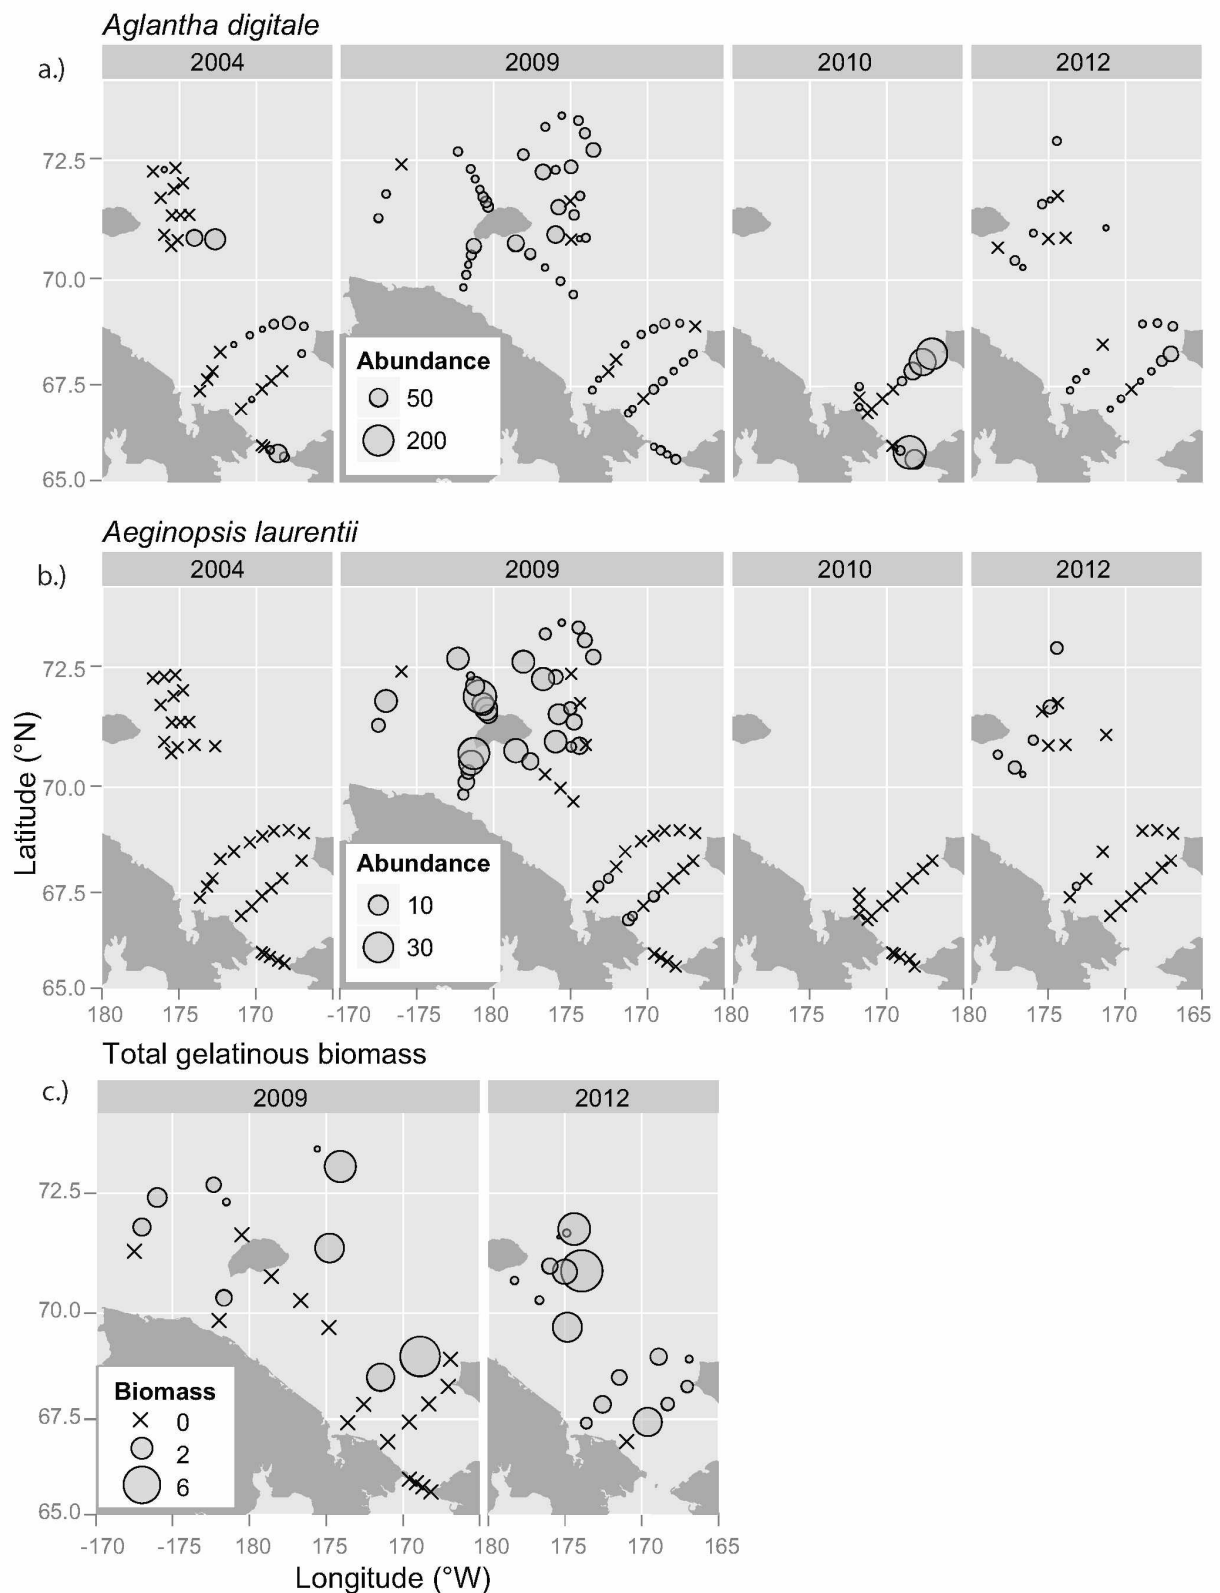 Aglantha digitale
a.)
2004 2009 2010 2012
72.5
70.0
67.5
65.0
Abundance
50
200
Aeginopsis laurentii
b.)
2004 2009 2010 2012
Latitude (°N)
72.5
70.0
67.5
65.0
Abundance
10
30
180 175 170 -170 -175 180 175 170 180 170 180 175 170 165
Total gelatinous biomass
c.)
2009 2012
72.5
70.0
67.5
65.0
Biomass
0
2
6
-170 -175 180 175 170 180 175 170 165
Longitude (°W)